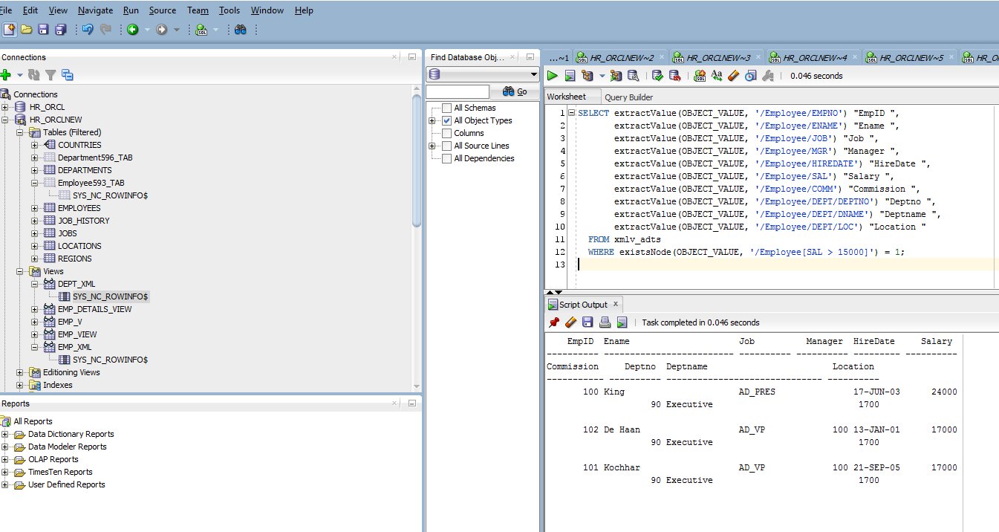 File Edit View Navigate Run Source Team Tools Window Help
Connections
Connections
HR_ORCL
HR_ORCLNEW
Tables (Filtered)
COUNTRIES
Department596_TAB
DEPARTMENTS
Employee593_TAB
SYS_NC_ROWINFO$
EMPLOYEES
JOB_HISTORY
JOBS
LOCATIONS
REGIONS
Views
DEPT_XML
SYS_NC_ROWINFO$
EMP_DETAILS_VIEW
EMP_V
EMP_VIEW
EMP_XML
SYS_NC_ROWINFO$
Editioning Views
Indexes
Reports
All Reports
Data Dictionary Reports
Data Modeler Reports
OLAP Reports
TimesTen Reports
User Defined Reports
Find Database Obj...
Go
All Schemas
All Object Types
Columns
All Source Lines
All Dependencies
...~1 HR_ORCLNEW~2 HR_ORCLNEW~3 HR_ORCLNEW~4 HR_ORCLNEW~5 HR_O
0.046 seconds
Worksheet Query Builder
1 SELECT extractValue(OBJECT_VALUE, '/Employee/EMPNO') "EmpID ",
2 extractValue(OBJECT_VALUE, '/Employee/ENAME') "Ename ",
3 extractValue(OBJECT_VALUE, '/Employee/JOB') "Job ",
4 extractValue(OBJECT_VALUE, '/Employee/MGR') "Manager ",
5 extractValue(OBJECT_VALUE, '/Employee/HIREDATE') "HireDate ",
6 extractValue(OBJECT_VALUE, '/Employee/SAL') "Salary ",
7 extractValue(OBJECT_VALUE, '/Employee/COMM') "Commission ",
8 extractValue(OBJECT_VALUE, '/Employee/DEPT/DEPTNO') "Deptno ",
9 extractValue(OBJECT_VALUE, '/Employee/DEPT/DNAME') "Deptname ",
10 extractValue(OBJECT_VALUE, '/Employee/DEPT/LOC') "Location "
11 FROM xmlv_adts
12 WHERE existsNode(OBJECT_VALUE, '/Employee[SAL > 15000]') = 1;
13
Script Output
Task completed in 0.046 seconds
EmpID Ename Job Manager HireDate Salary
---------- ------------------------- ---------- ---------- --------- ----------
Commission Deptno Deptname Location
----------- ---------- ------------------------------ ----------
100 King AD_PRES 17-JUN-03 24000
90 Executive 1700
102 De Haan AD_VP 100 13-JAN-01 17000
90 Executive 1700
101 Kochhar AD_VP 100 21-SEP-05 17000
90 Executive 1700